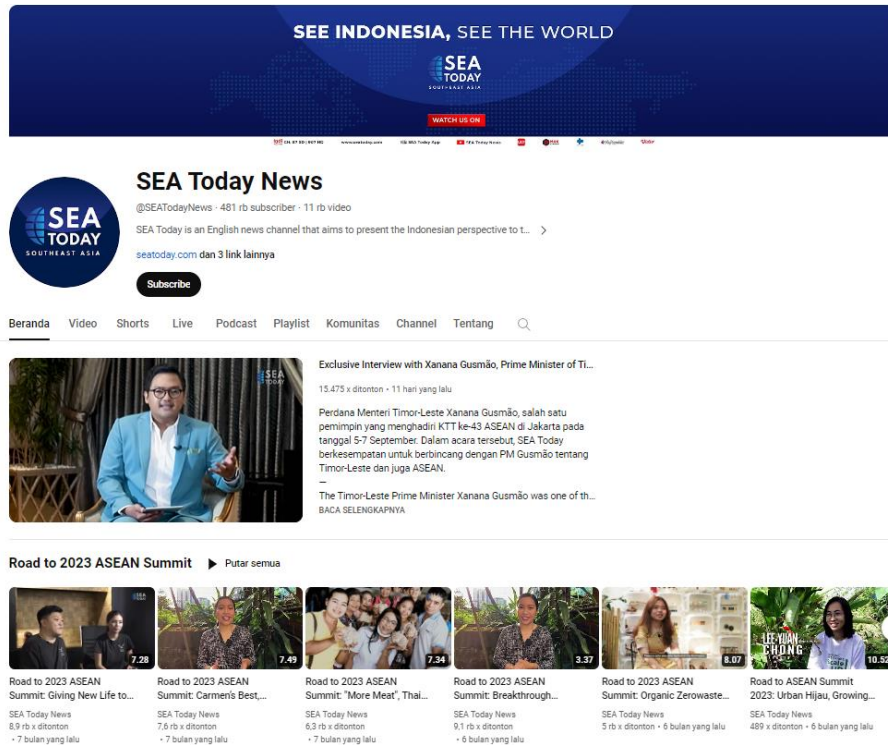 SEE INDONESIA, SEE THE WORLD
SEA
TODAY
SOUTHEAST ASIA
WATCH US ON
www.seatoday.com
SEA Today App
SEA Today News
SEA
TODAY
SOUTHEAST ASIA
SEA Today News
@SEATodayNews · 481 rb subscriber · 11 rb video
SEA Today is an English news channel that aims to present the Indonesian perspective to t...
seatoday.com dan 3 link lainnya
Subscribe
Beranda Video Shorts Live Podcast Playlist Komunitas Channel Tentang
SEA
TODAY
Exclusive Interview with Xanana Gusmão, Prime Minister of Ti...
15.475 x ditonton • 11 hari yang lalu
Perdana Menteri Timor-Leste Xanana Gusmão, salah satu
pemimpin yang menghadiri KTT ke-43 ASEAN di Jakarta pada
tanggal 5-7 September. Dalam acara tersebut, SEA Today
berkesempatan untuk berbincang dengan PM Gusmão tentang
Timor-Leste dan juga ASEAN.
—
The Timor-Leste Prime Minister Xanana Gusmão was one of th...
BACA SELENGKAPNYA
Road to 2023 ASEAN Summit Putar semua
7.28
7.49
7.34
3.37
8.07
LEE-YUAN
CHONG
10.52
Road to 2023 ASEAN
Summit: Giving New Life to...
SEA Today News
8,9 rb x ditonton
• 7 bulan yang lalu
Road to 2023 ASEAN
Summit: Carmen's Best,...
SEA Today News
7,6 rb x ditonton
• 7 bulan yang lalu
Road to 2023 ASEAN
Summit: "More Meat", Thai...
SEA Today News
6,3 rb x ditonton
• 7 bulan yang lalu
Road to 2023 ASEAN
Summit: Breakthrough...
SEA Today News
9,1 rb x ditonton
• 6 bulan yang lalu
Road to 2023 ASEAN
Summit: Organic Zerowaste...
SEA Today News
5 rb x ditonton • 6 bulan yang lalu
Road to ASEAN Summit
2023: Urban Hijau, Growing...
SEA Today News
489 x ditonton • 6 bulan yang lalu